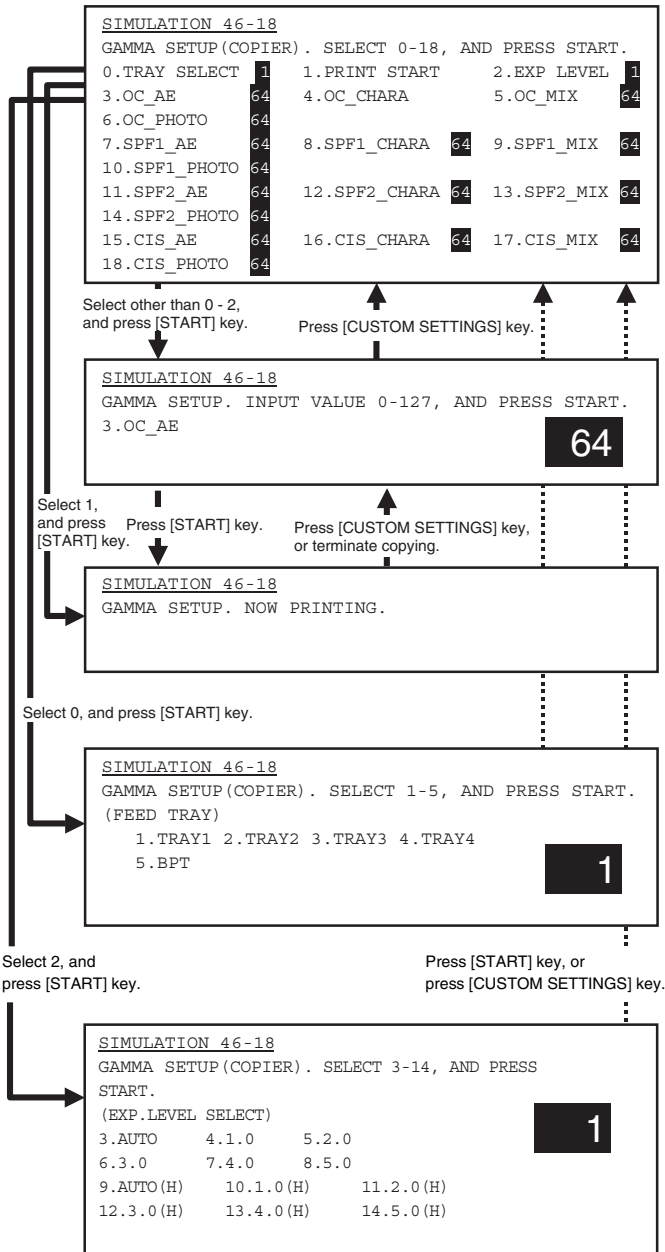 SIMULATION 46-18
GAMMA SETUP(COPIER). SELECT 0-18, AND PRESS START.
0.TRAY SELECT 1 1.PRINT START 2.EXP LEVEL 1
3.OC_AE 64 4.OC_CHARA 5.OC_MIX 64
6.OC_PHOTO 64
7.SPF1_AE 64 8.SPF1_CHARA 64 9.SPF1_MIX 64
10.SPF1_PHOTO 64
11.SPF2_AE 64 12.SPF2_CHARA 64 13.SPF2_MIX 64
14.SPF2_PHOTO 64
15.CIS_AE 64 16.CIS_CHARA 64 17.CIS_MIX 64
18.CIS_PHOTO 64
Select other than 0 - 2,
and press [START] key.
Press [CUSTOM SETTINGS] key.
SIMULATION 46-18
GAMMA SETUP. INPUT VALUE 0-127, AND PRESS START.
3.OC_AE
64
Select 1,
and press
[START] key.
Press [START] key.
Press [CUSTOM SETTINGS] key,
or terminate copying.
SIMULATION 46-18
GAMMA SETUP. NOW PRINTING.
Select 0, and press [START] key.
SIMULATION 46-18
GAMMA SETUP(COPIER). SELECT 1-5, AND PRESS START.
(FEED TRAY)
1.TRAY1 2.TRAY2 3.TRAY3 4.TRAY4
5.BPT
1
Select 2, and
press [START] key.
Press [START] key, or
press [CUSTOM SETTINGS] key.
SIMULATION 46-18
GAMMA SETUP(COPIER). SELECT 3-14, AND PRESS
START.
(EXP.LEVEL SELECT)
3.AUTO 4.1.0 5.2.0
6.3.0 7.4.0 8.5.0
9.AUTO(H) 10.1.0(H) 11.2.0(H)
12.3.0(H) 13.4.0(H) 14.5.0(H)
1